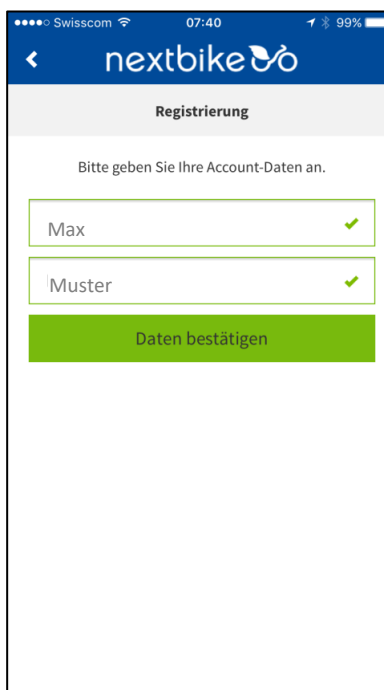 Swisscom 07:40 99%
nextbike
Registrierung
Bitte geben Sie Ihre Account-Daten an.
Max
Muster
Daten bestätigen